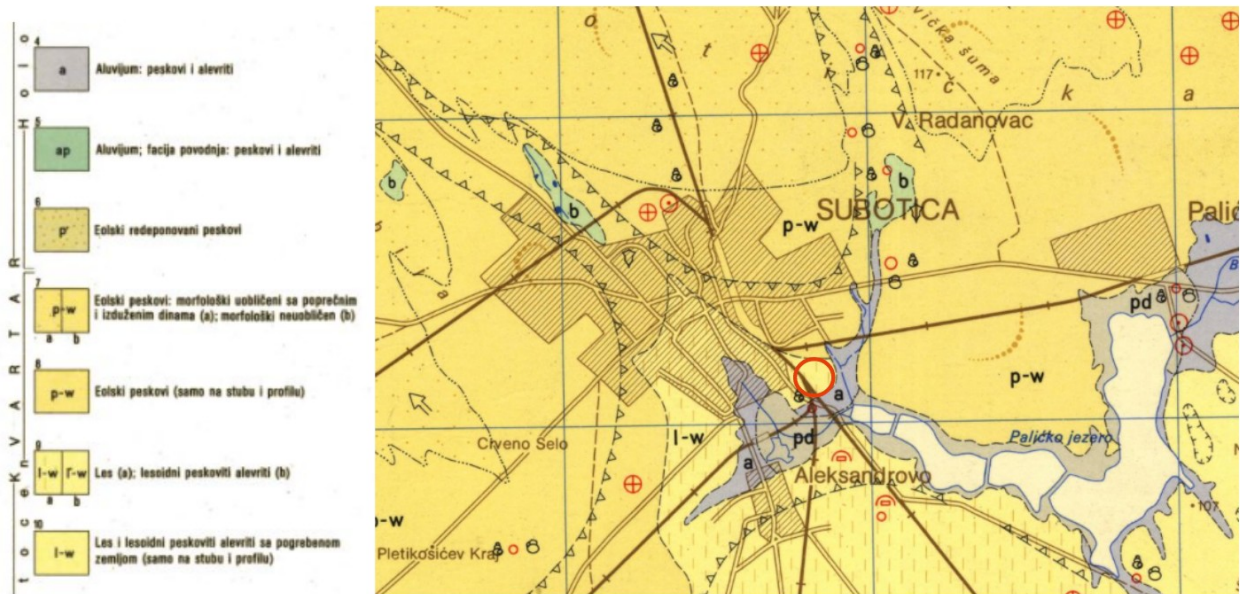 H o l o
K V A R T A R
t o c e n
4
a
Aluvijum: peskovi i alevriti
5
ap
Aluvijum; facija povodnja: peskovi i alevriti
6
p'
Eolski redeponovani peskovi
7
p-w
a b
Eolski peskovi: morfološki uobličeni sa poprečnim
i izduženim dinama (a); morfološki neuobličen (b)
8
p-w
Eolski peskovi (samo na stubu i profilu)
9
l-w l'-w
a b
Les (a); lesoidni peskoviti alevriti (b)
10
l-w
Les i lesoidni peskoviti alevriti sa pogrebenom
zemljom (samo na stubu i profilu)
o
t
vička šuma
117
č
k
a
V. Radanovac
b
b
b
SUBOTICA
Palić
p-w
a
B
pd
p-w
a
l-w
pd
a
Crveno Selo
Aleksandrovo
Palićko jezero
107
p-w
Pletikosićev Kraj